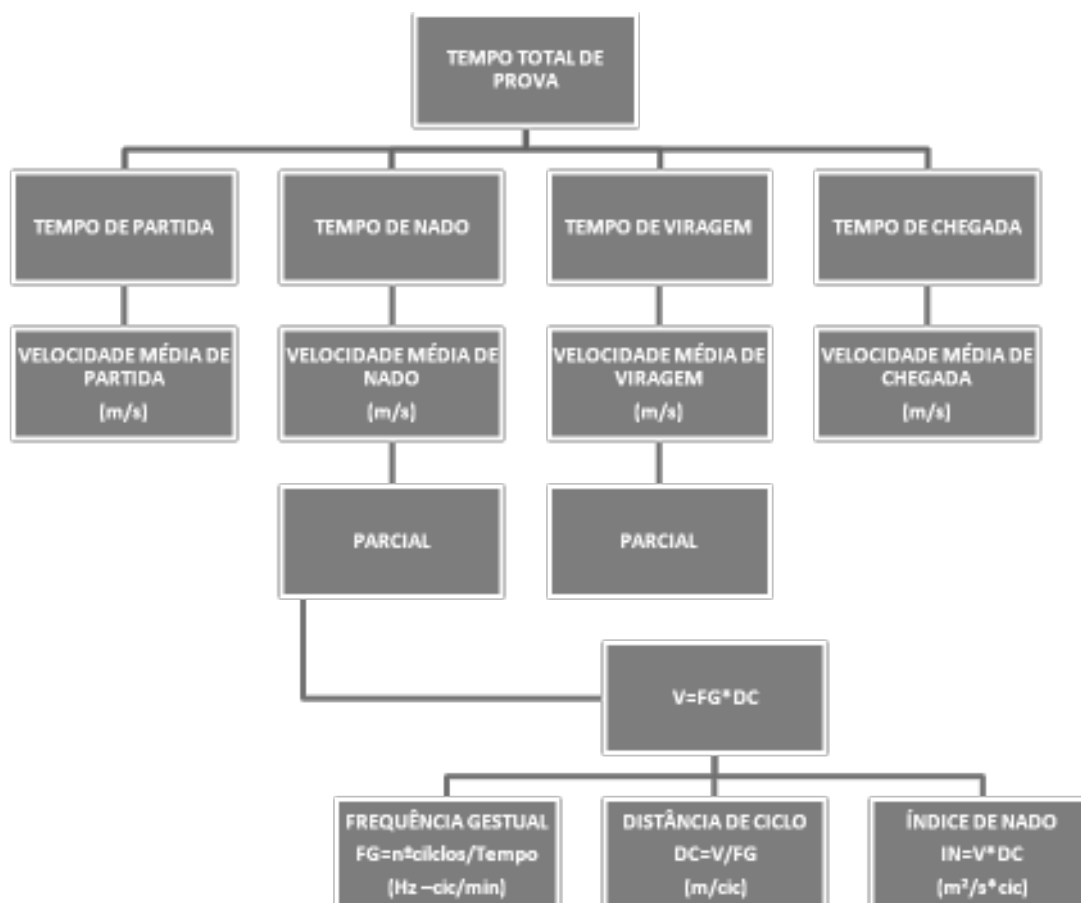 TEMPO TOTAL DE
PROVA
TEMPO DE PARTIDA
TEMPO DE NADO
TEMPO DE VIRAGEM
TEMPO DE CHEGADA
VELOCIDADE MÉDIA DE
PARTIDA
(m/s)
VELOCIDADE MÉDIA DE
NADO
(m/s)
VELOCIDADE MÉDIA DE
VIRAGEM
(m/s)
VELOCIDADE MÉDIA DE
CHEGADA
(m/s)
PARCIAL
PARCIAL
V=FG*DC
FREQUÊNCIA GESTUAL
FG=nºcilclos/Tempo
(Hz –cic/min)
DISTÂNCIA DE CICLO
DC=V/FG
(m/cic)
ÍNDICE DE NADO
IN=V*DC
(m²/s*cic)